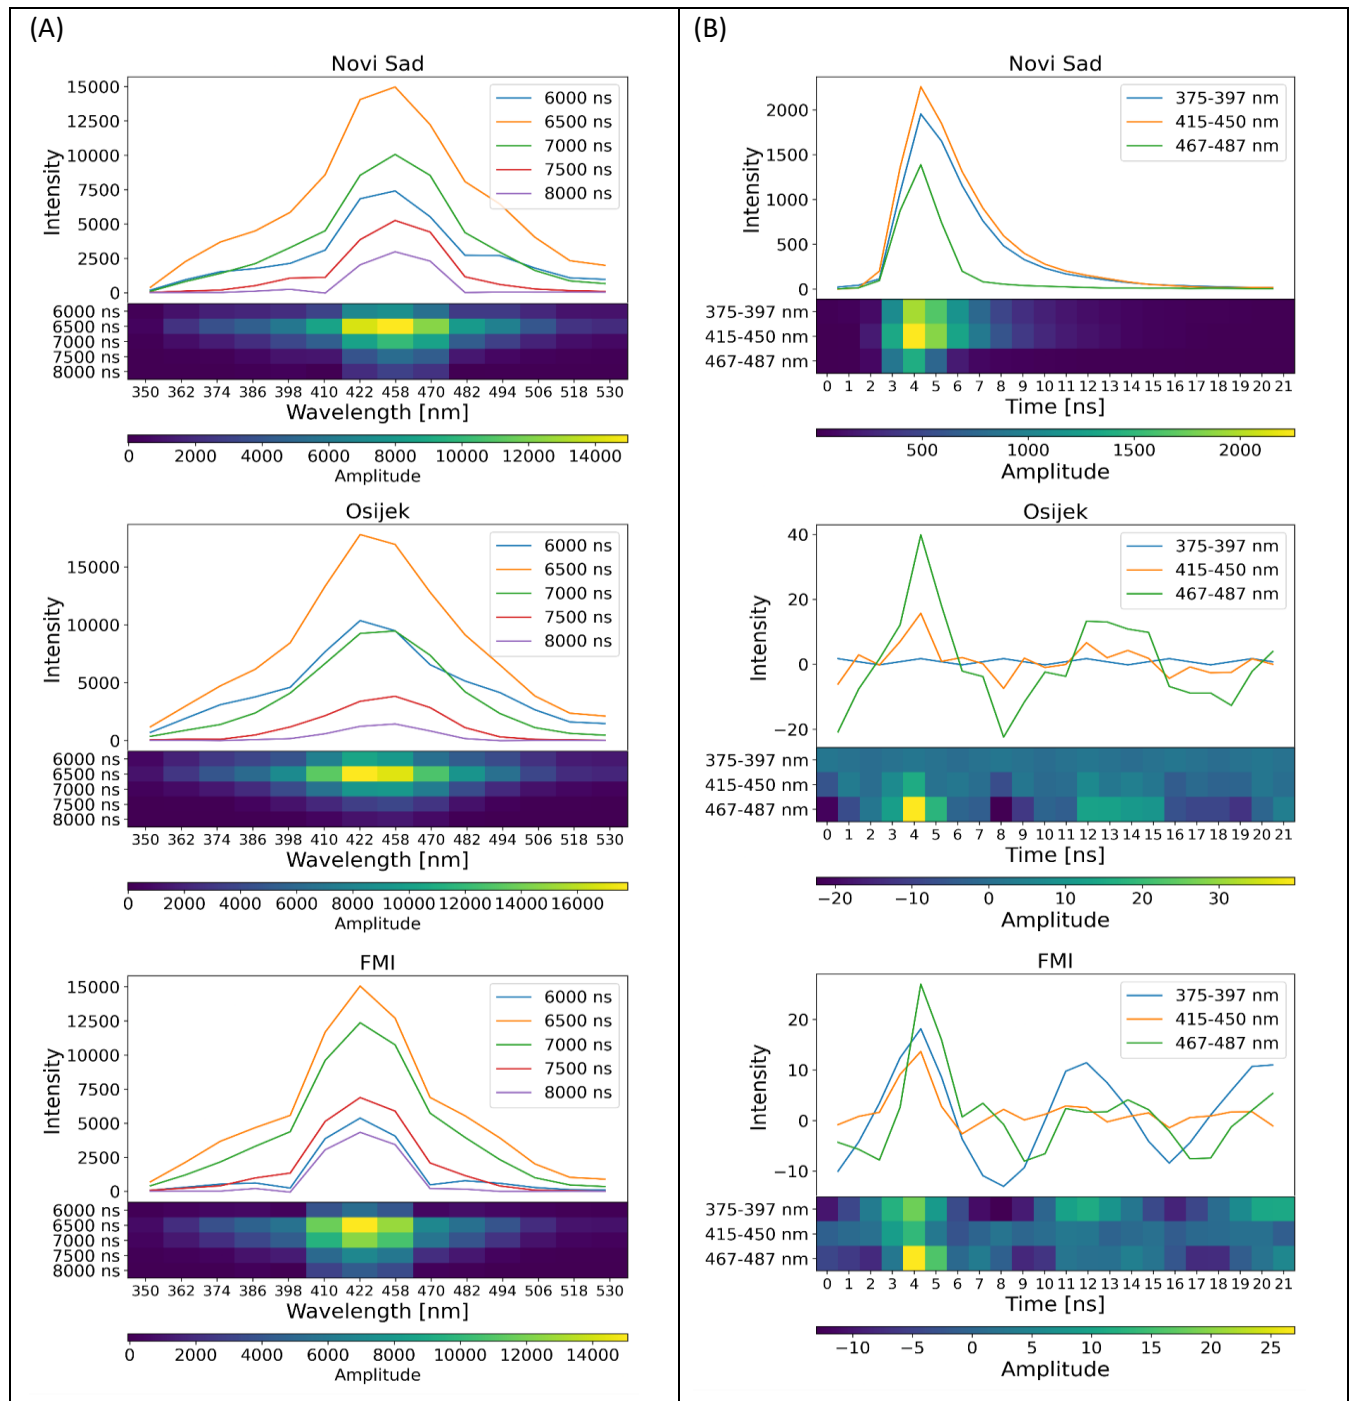 (A)
Novi Sad
15000
12500
10000
7500
5000
2500
0
Intensity
6000 ns
6500 ns
7000 ns
7500 ns
8000 ns
6000 ns
6500 ns
7000 ns
7500 ns
8000 ns
350 362 374 386 398 410 422 458 470 482 494 506 518 530
Wavelength [nm]
0 2000 4000 6000 8000 10000 12000 14000
Amplitude
Osijek
15000
10000
5000
0
Intensity
6000 ns
6500 ns
7000 ns
7500 ns
8000 ns
6000 ns
6500 ns
7000 ns
7500 ns
8000 ns
350 362 374 386 398 410 422 458 470 482 494 506 518 530
Wavelength [nm]
0 2000 4000 6000 8000 10000 12000 14000 16000
Amplitude
FMI
15000
12500
10000
7500
5000
2500
0
Intensity
6000 ns
6500 ns
7000 ns
7500 ns
8000 ns
6000 ns
6500 ns
7000 ns
7500 ns
8000 ns
350 362 374 386 398 410 422 458 470 482 494 506 518 530
Wavelength [nm]
0 2000 4000 6000 8000 10000 12000 14000
Amplitude
(B)
Novi Sad
2000
1500
1000
500
0
Intensity
375-397 nm
415-450 nm
467-487 nm
375-397 nm
415-450 nm
467-487 nm
0 1 2 3 4 5 6 7 8 9 10 11 12 13 14 15 16 17 18 19 20 21
Time [ns]
500 1000 1500 2000
Amplitude
Osijek
40
20
0
−20
Intensity
375-397 nm
415-450 nm
467-487 nm
375-397 nm
415-450 nm
467-487 nm
0 1 2 3 4 5 6 7 8 9 10 11 12 13 14 15 16 17 18 19 20 21
Time [ns]
−20 −10 0 10 20 30
Amplitude
FMI
20
10
0
−10
Intensity
375-397 nm
415-450 nm
467-487 nm
375-397 nm
415-450 nm
467-487 nm
0 1 2 3 4 5 6 7 8 9 10 11 12 13 14 15 16 17 18 19 20 21
Time [ns]
−10 −5 0 5 10 15 20 25
Amplitude